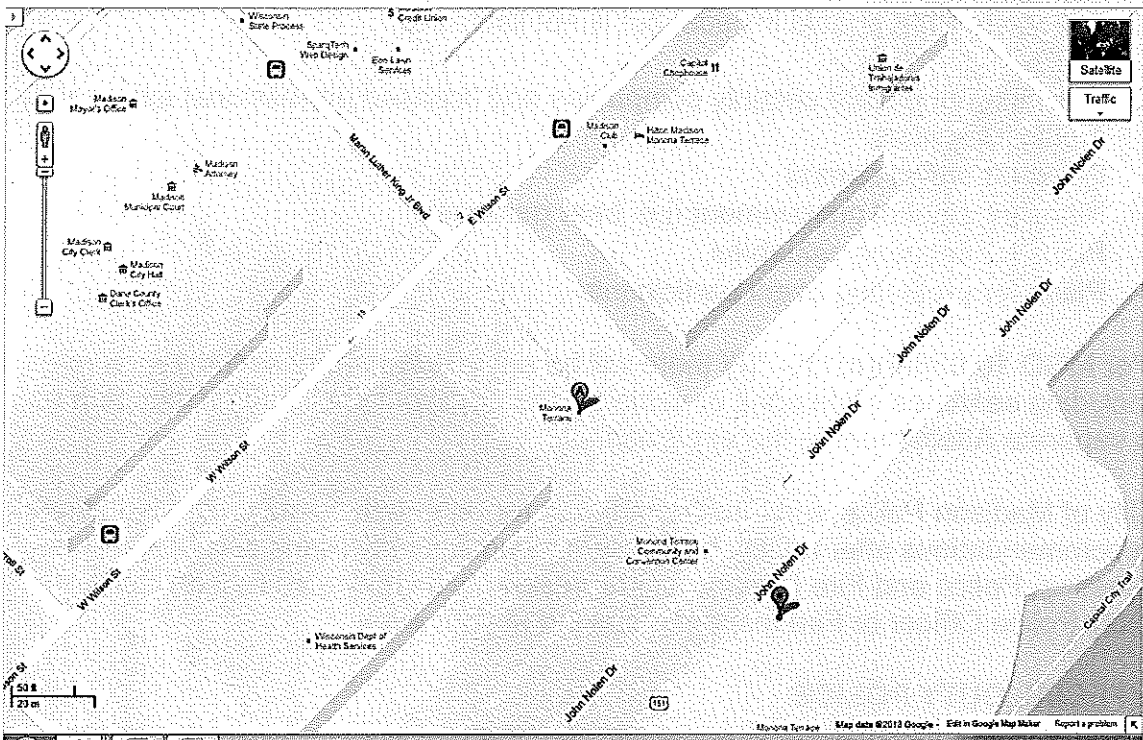 Wisconsin
State Process
$
Credit Union
SparqTech
Web Design
Eon Lawn
Services
Capitol
Chophouse
Union de
Trabajadores
Inmigrantes
Satellite
Traffic
Madison
Mayor's Office
Madison
Club
Hilton Madison
Monona Terrace
Martin Luther King Jr Blvd
John Nolen Dr
Madison
Attorney
Madison
Municipal Court
2
E Wilson St
Madison
City Clerk
Madison
City Hall
Dane County
Clerk's Office
John Nolen Dr
John Nolen Dr
A
Monona
Terrace
John Nolen Dr
W Wilson St
Monona Terrace
Community and
Convention Center
John Nolen Dr
W Wilson St
Capital City Trail
Wisconsin Dept of
Health Services
John Nolen Dr
151
son St
50 ft
20 m
Monona Terrace
Map data ©2013 Google -
Edit in Google Map Maker
Report a problem